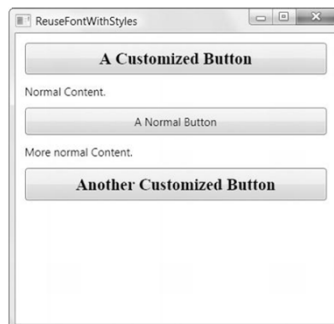 ReuseFontWithStyles
A Customized Button
Normal Content.
A Normal Button
More normal Content.
Another Customized Button